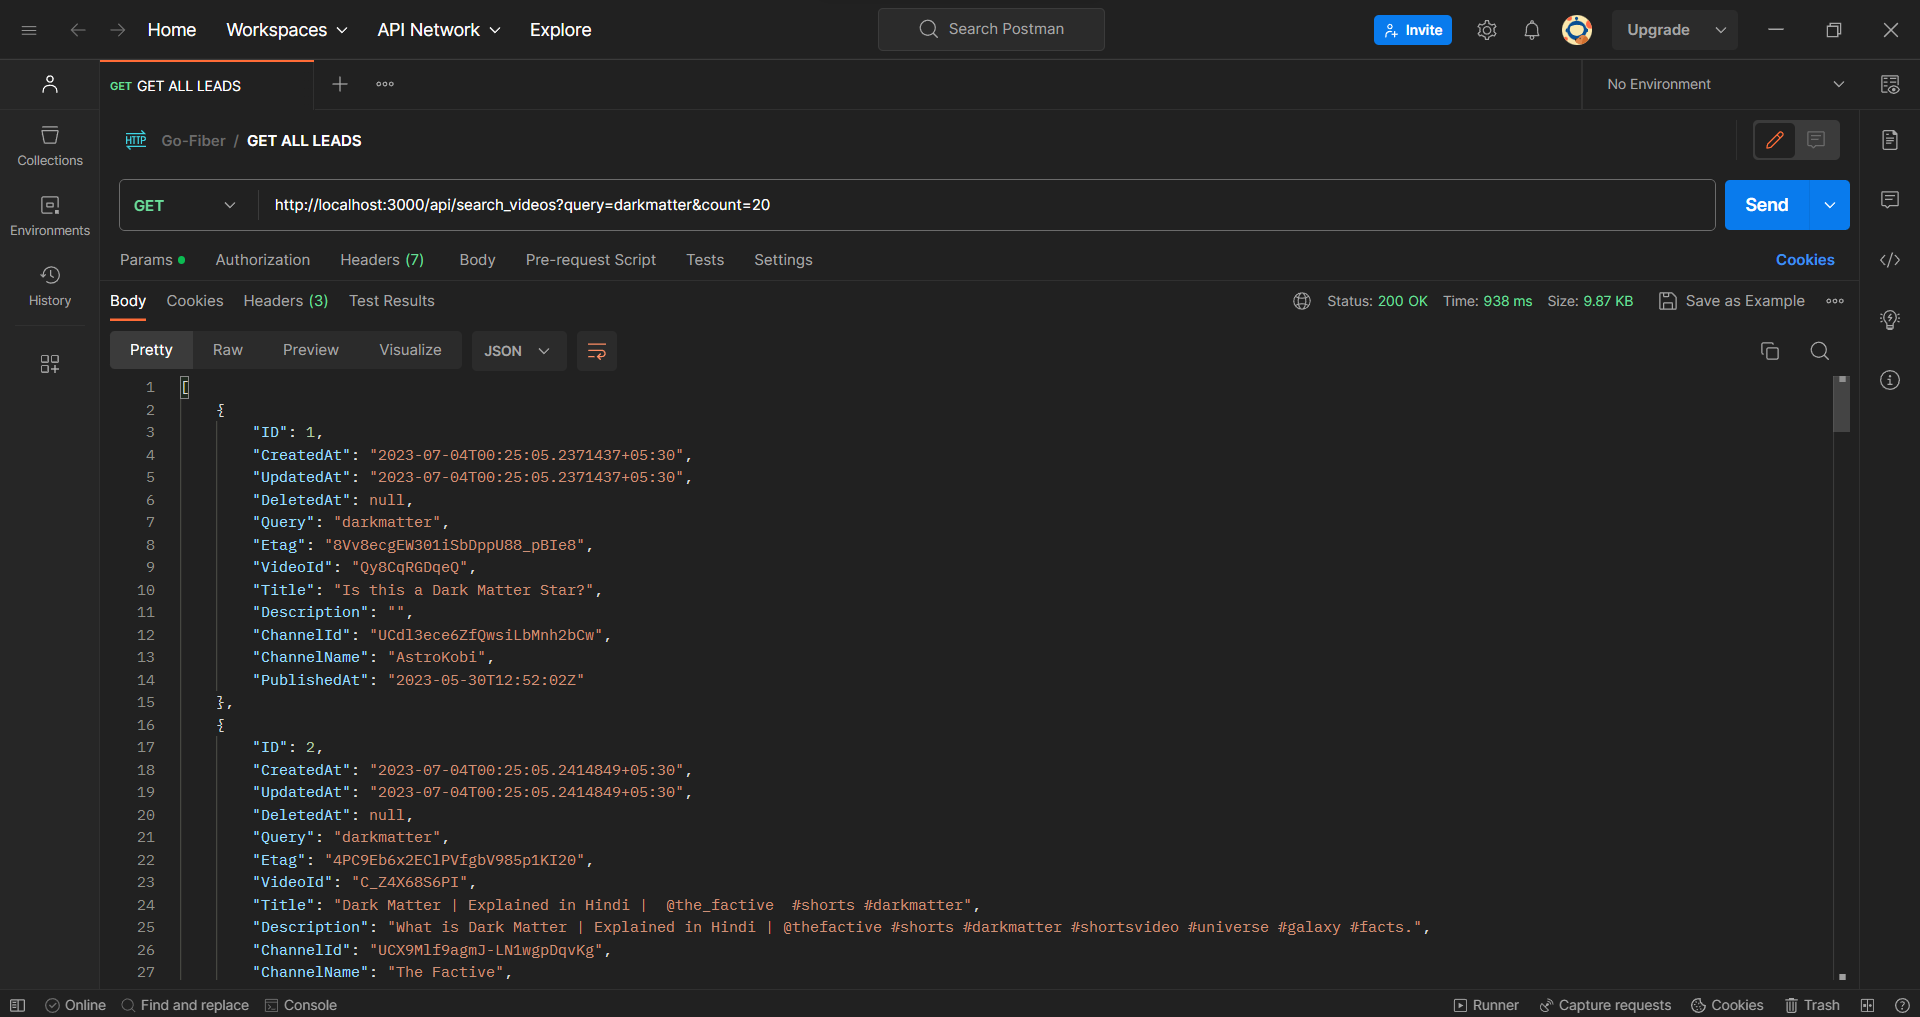 Home Workspaces API Network Explore Search Postman Invite Upgrade
GET GET ALL LEADS No Environment
HTTP Go-Fiber / GET ALL LEADS
Collections
Environments
History
GET http://localhost:3000/api/search_videos?query=darkmatter&count=20 Send
Params Authorization Headers (7) Body Pre-request Script Tests Settings Cookies
Body Cookies Headers (3) Test Results Status: 200 OK Time: 938 ms Size: 9.87 KB Save as Example
Pretty Raw Preview Visualize JSON
1 [
2 {
3 "ID": 1,
4 "CreatedAt": "2023-07-04T00:25:05.2371437+05:30",
5 "UpdatedAt": "2023-07-04T00:25:05.2371437+05:30",
6 "DeletedAt": null,
7 "Query": "darkmatter",
8 "Etag": "8Vv8ecgEW301iSbDppU88_pBIe8",
9 "VideoId": "Qy8CqRGDqeQ",
10 "Title": "Is this a Dark Matter Star?",
11 "Description": "",
12 "ChannelId": "UCdl3ece6ZfQwsiLbMnh2bCw",
13 "ChannelName": "AstroKobi",
14 "PublishedAt": "2023-05-30T12:52:02Z"
15 },
16 {
17 "ID": 2,
18 "CreatedAt": "2023-07-04T00:25:05.2414849+05:30",
19 "UpdatedAt": "2023-07-04T00:25:05.2414849+05:30",
20 "DeletedAt": null,
21 "Query": "darkmatter",
22 "Etag": "4PC9Eb6x2EClPVfgbV985p1KI20",
23 "VideoId": "C_Z4X68S6PI",
24 "Title": "Dark Matter | Explained in Hindi |  @the_factive  #shorts #darkmatter",
25 "Description": "What is Dark Matter | Explained in Hindi | @thefactive #shorts #darkmatter #shortsvideo #universe #galaxy #facts.",
26 "ChannelId": "UCX9Mlf9agmJ-LN1wgpDqvKg",
27 "ChannelName": "The Factive",
Online Find and replace Console Runner Capture requests Cookies Trash